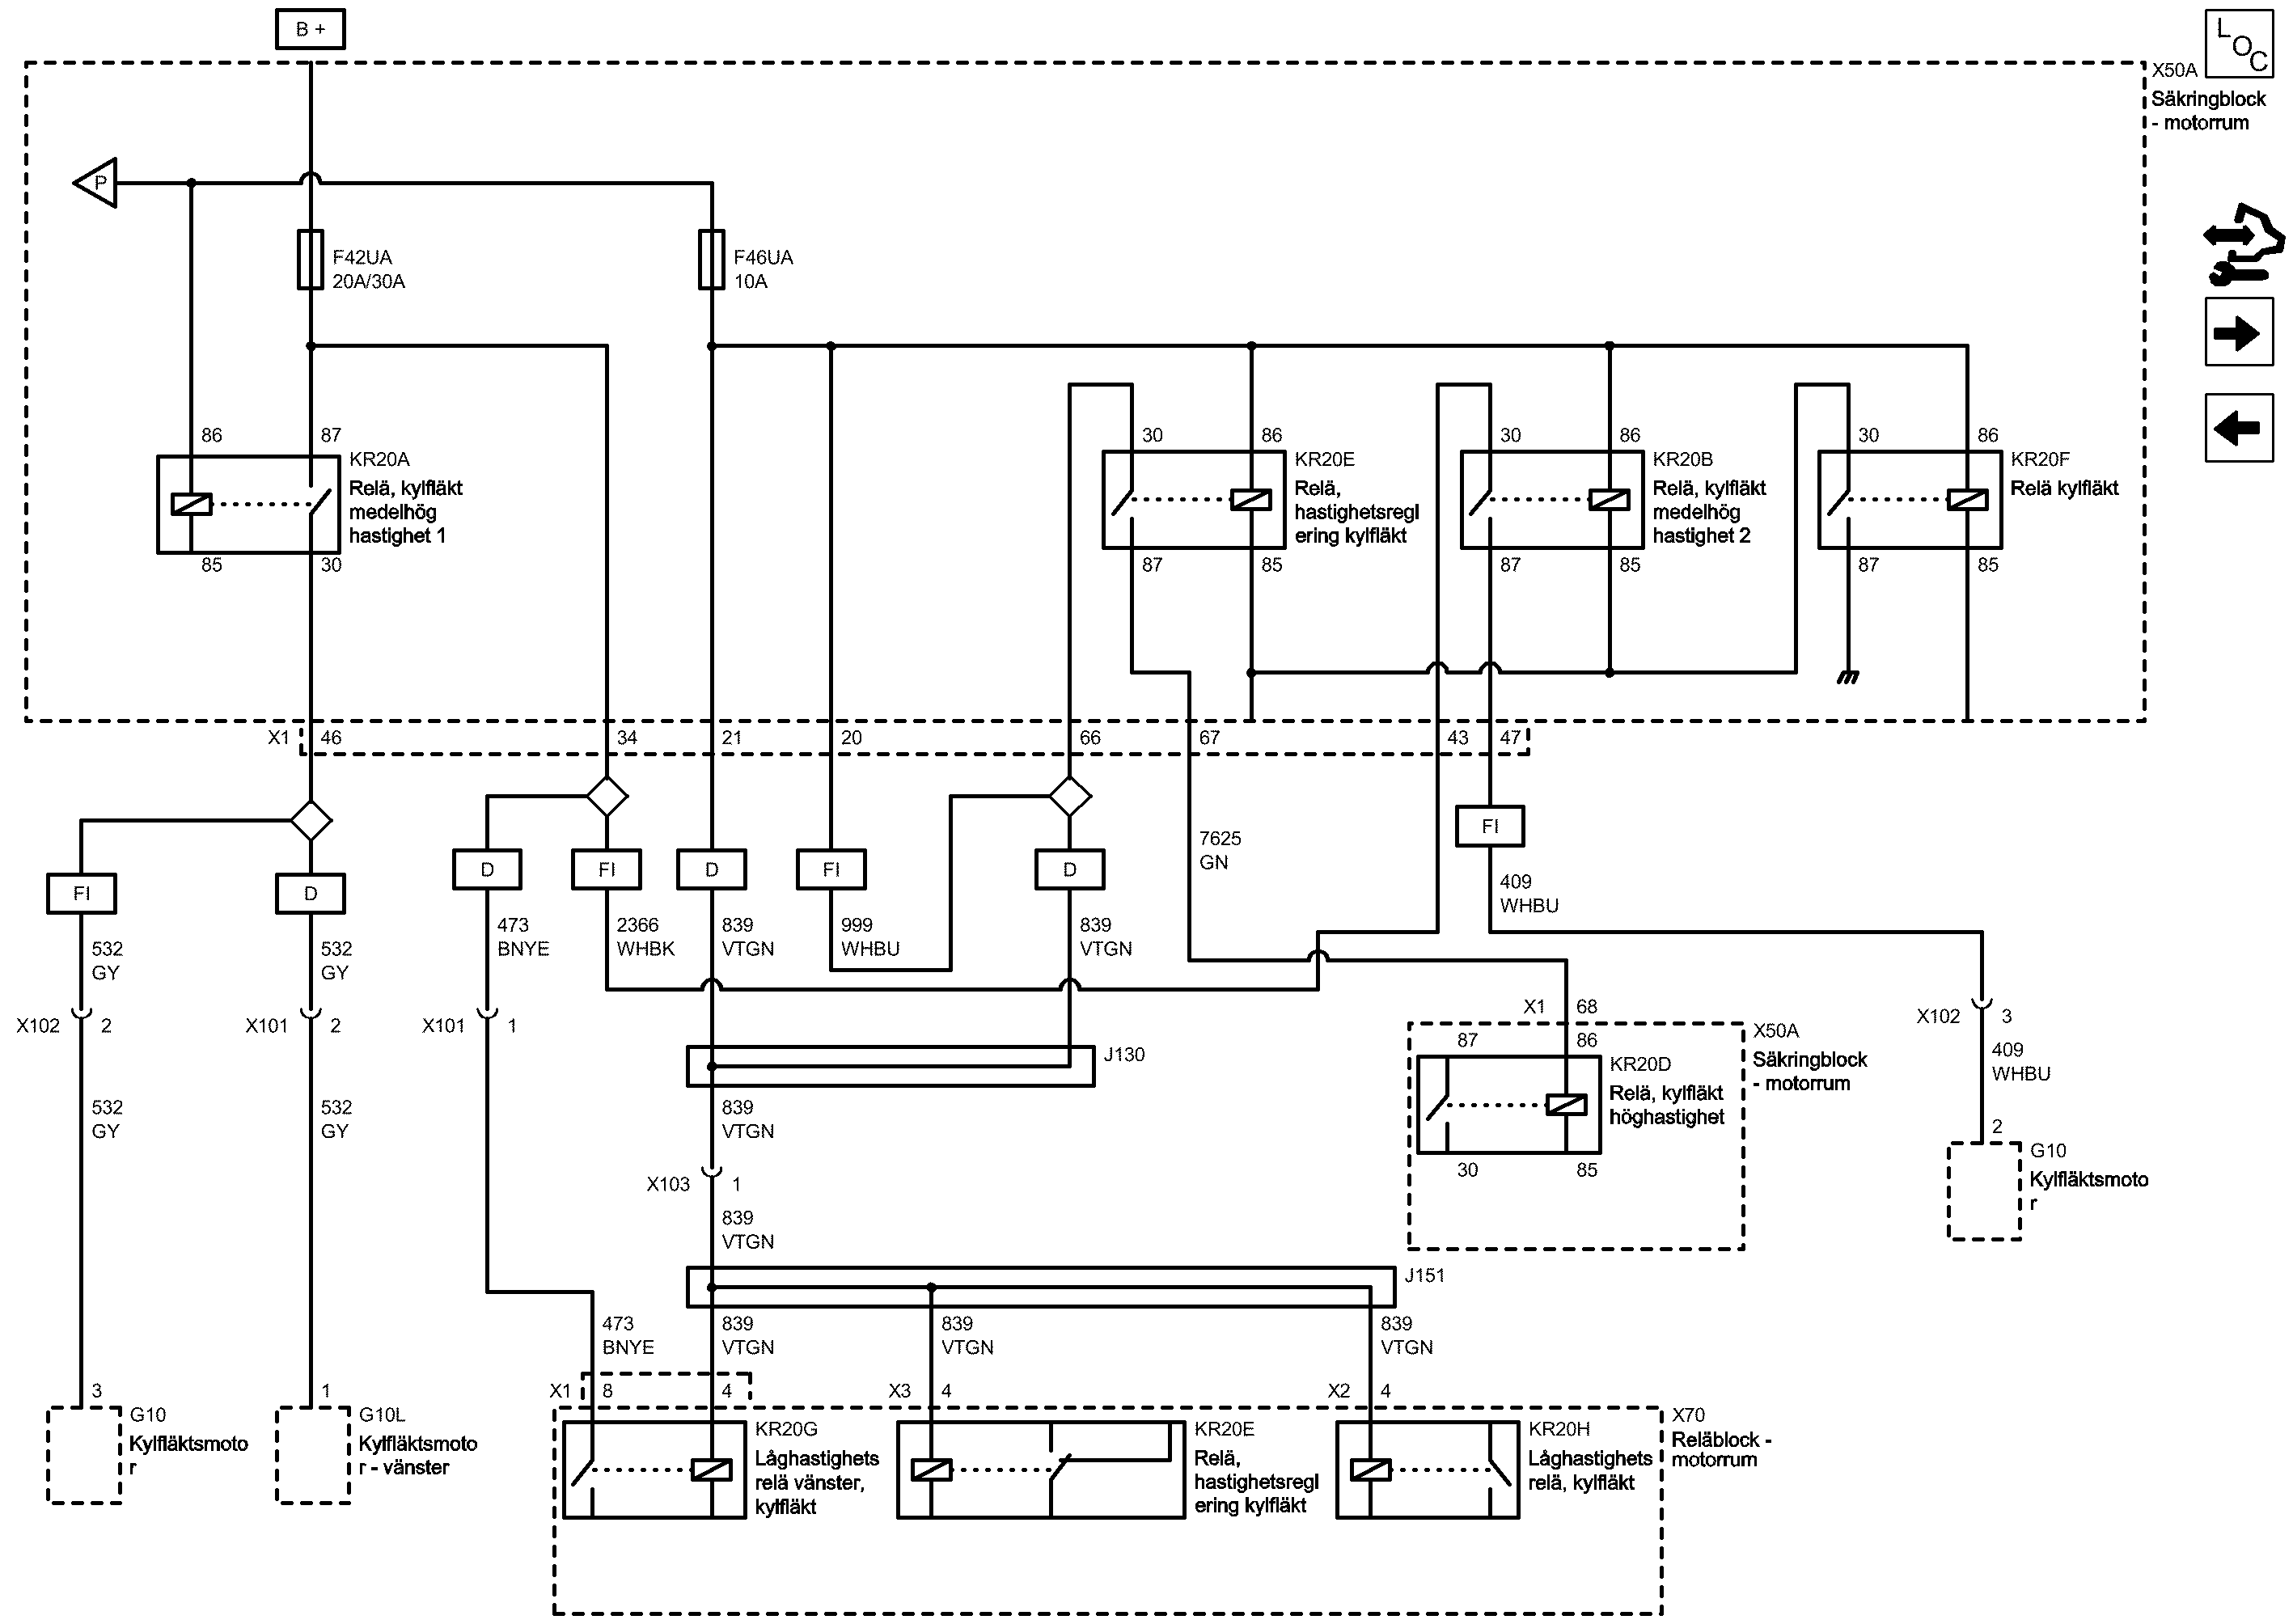 B +
LOC
X50A
Säkringblock
- motorrum
P
F42UA
20A/30A
F46UA
10A
86
87
KR20A
Relä, kylfläkt
medelhög
hastighet 1
85
30
30
86
KR20E
Relä,
hastighetsregl
ering kylfläkt
87
85
30
86
KR20B
Relä, kylfläkt
medelhög
hastighet 2
87
85
30
86
KR20F
Relä kylfläkt
87
85
X1
46
34
21
20
66
67
43
47
FI
D
D
FI
D
FI
D
FI
7625
GN
409
WHBU
532
GY
532
GY
473
BNYE
2366
WHBK
839
VTGN
999
WHBU
839
VTGN
X102
2
X101
2
X101
1
X1
68
X102
3
J130
87
86
X50A
Säkringblock
- motorrum
KR20D
Relä, kylfläkt
höghastighet
30
85
409
WHBU
532
GY
532
GY
839
VTGN
2
G10
Kylfläktsmoto
r
X103
1
839
VTGN
J151
473
BNYE
839
VTGN
839
VTGN
839
VTGN
3
1
X1
8
4
X3
4
X2
4
G10
Kylfläktsmoto
r
G10L
Kylfläktsmoto
r - vänster
KR20G
Låghastighets
relä vänster,
kylfläkt
KR20E
Relä,
hastighetsregl
ering kylfläkt
KR20H
Låghastighets
relä, kylfläkt
X70
Reläblock -
motorrum